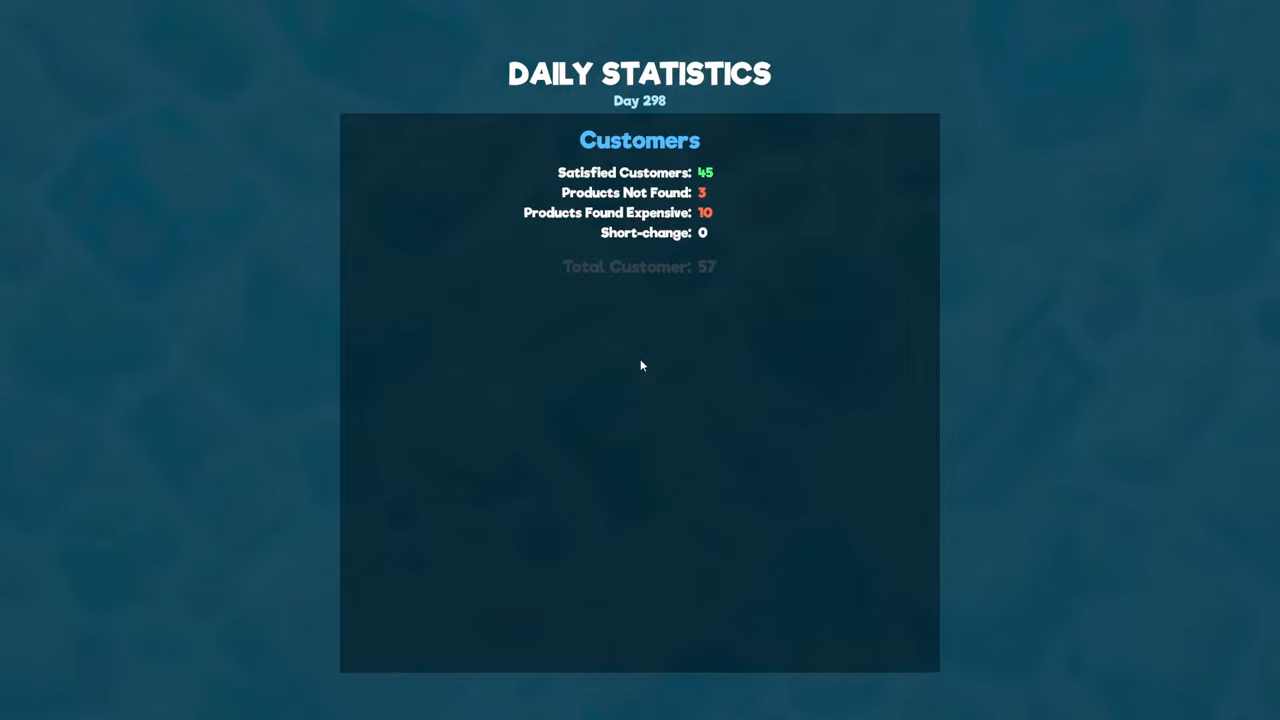 DAILY STATISTICS
Day 298
Customers
Satisfied Customers: 45
Products Not Found: 3
Products Found Expensive: 10
Short-change: 0
Total Customer: 57